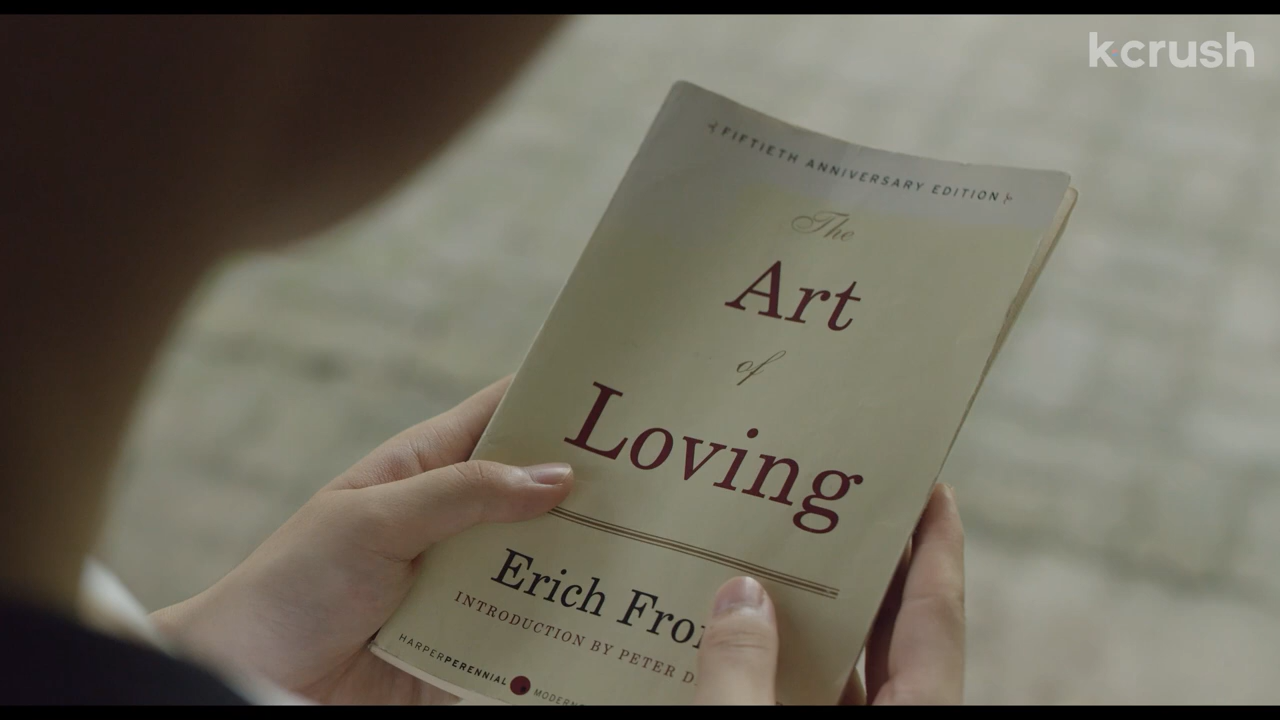 kcrush
FIFTIETH ANNIVERSARY EDITION
The
Art
of
Loving
Erich
INTRODUCTION BY PETER D.
HARPERPERENNIAL